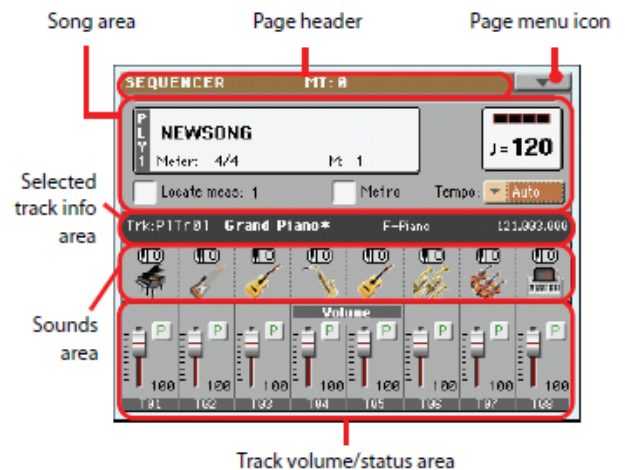 Song area
Page header
Page menu icon
SEQUENCER MT: 0
PLY1
NEWSONG
Meter: 4/4 M: 1
♩=120
Locate meas: 1 Metro Tempo: Auto
Selected
track info
area
Trk:PlTr01 Grand Piano* F-Piano 121.003.000
Sounds
area
Volume
P P P P P P P P
100 100 100 100 100 100 100 100
T01 T02 T03 T04 T05 T06 T07 T08
Track volume/status area